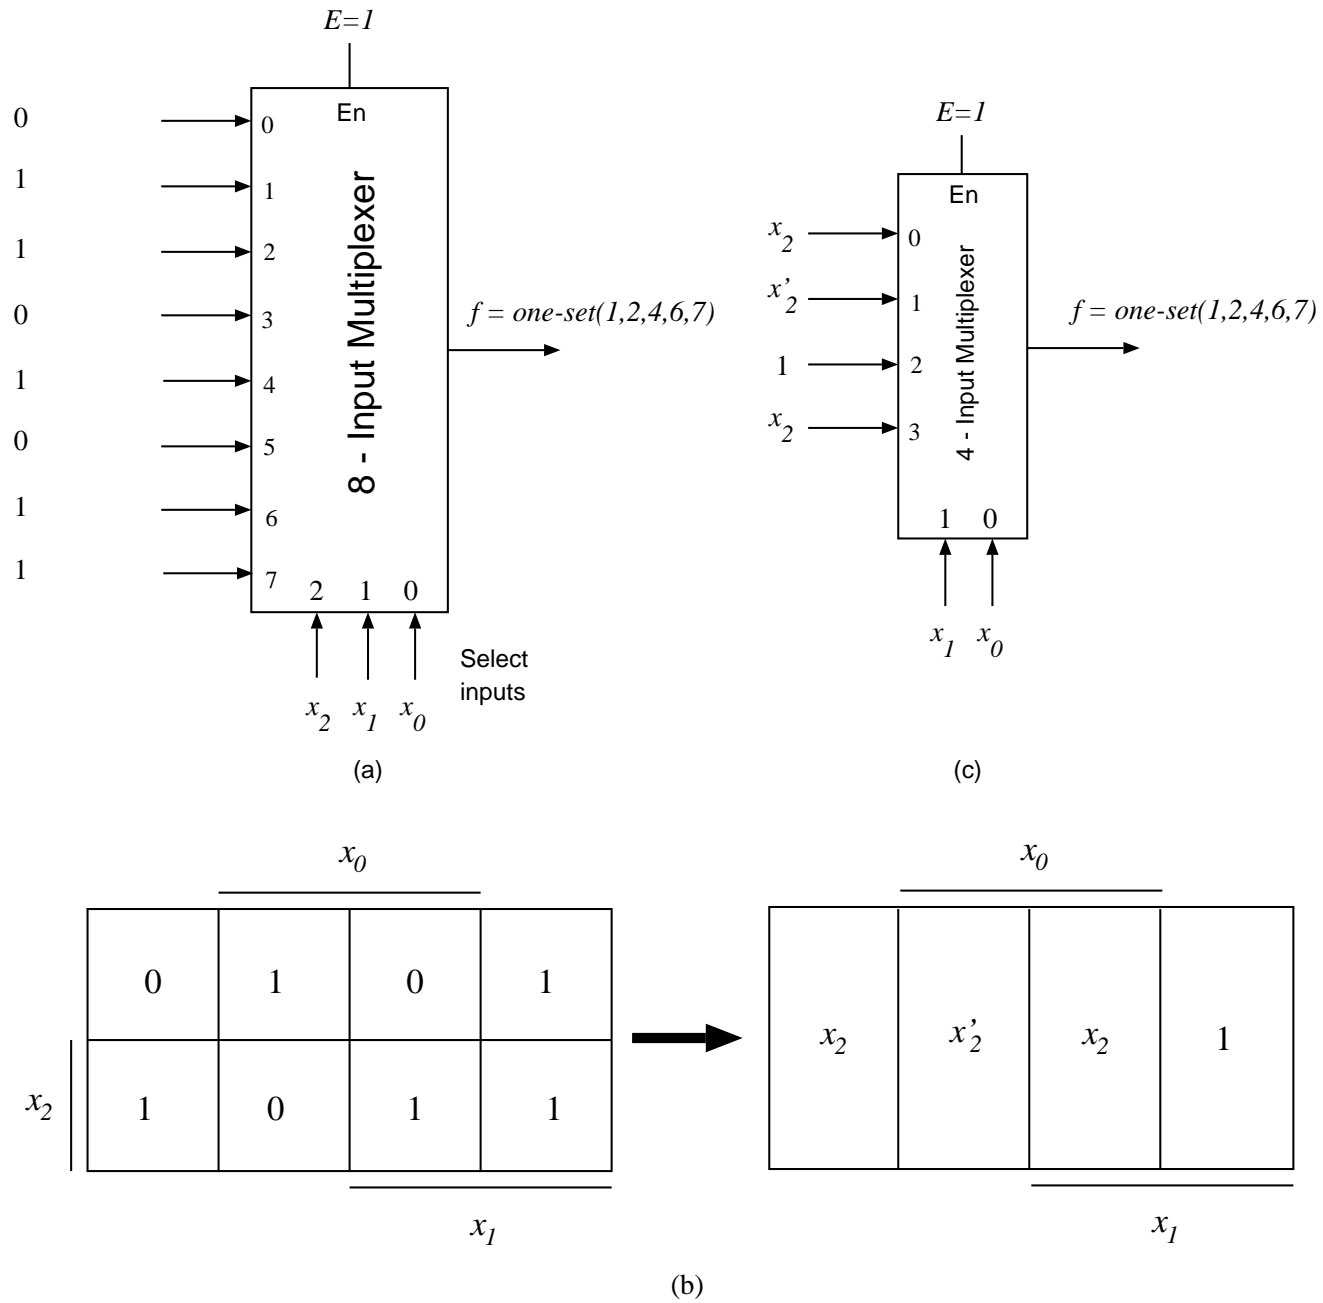 E=1
En
0 0
1 1
1 2
0 3
1 4
0 5
1 6
1 7
8 - Input Multiplexer
f = one-set(1,2,4,6,7)
2 1 0
x2 x1 x0
Select
inputs
(a)
E=1
En
x2 0
x'2 1
1 2
x2 3
4 - Input Multiplexer
f = one-set(1,2,4,6,7)
1 0
x1 x0
(c)
x0
0 1 0 1
x2
1 0 1 1
x1
x0
x2 x'2 x2 1
x1
(b)